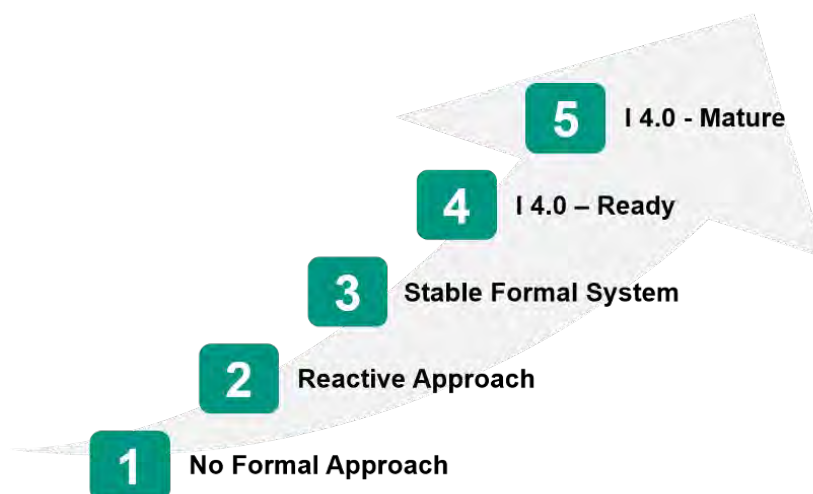 5 I 4.0 - Mature
4 I 4.0 – Ready
3 Stable Formal System
2 Reactive Approach
1 No Formal Approach